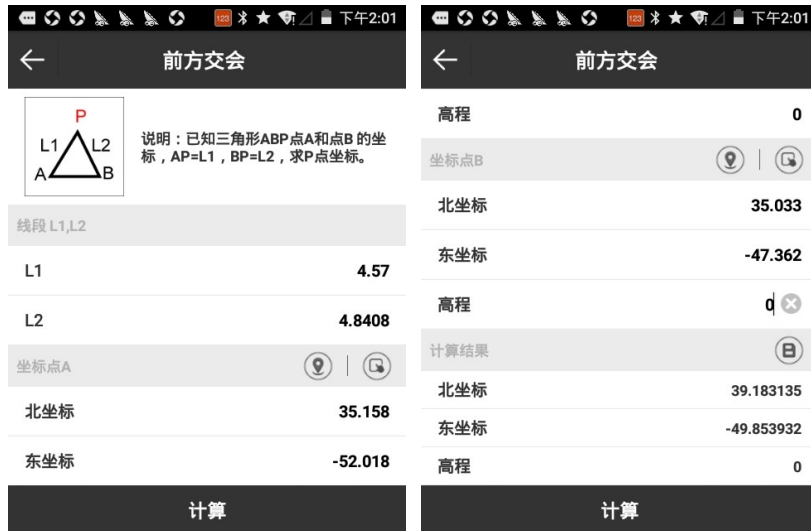 123
下午2:01
前方交会
P
L1
L2
A
B
说明：已知三角形ABP点A和点B 的坐
标，AP=L1，BP=L2，求P点坐标。
线段 L1,L2
L1 4.57
L2 4.8408
坐标点A
北坐标 35.158
东坐标 -52.018
计算
123
下午2:01
前方交会
高程 0
坐标点B
北坐标 35.033
东坐标 -47.362
高程 0
计算结果
北坐标 39.183135
东坐标 -49.853932
高程 0
计算